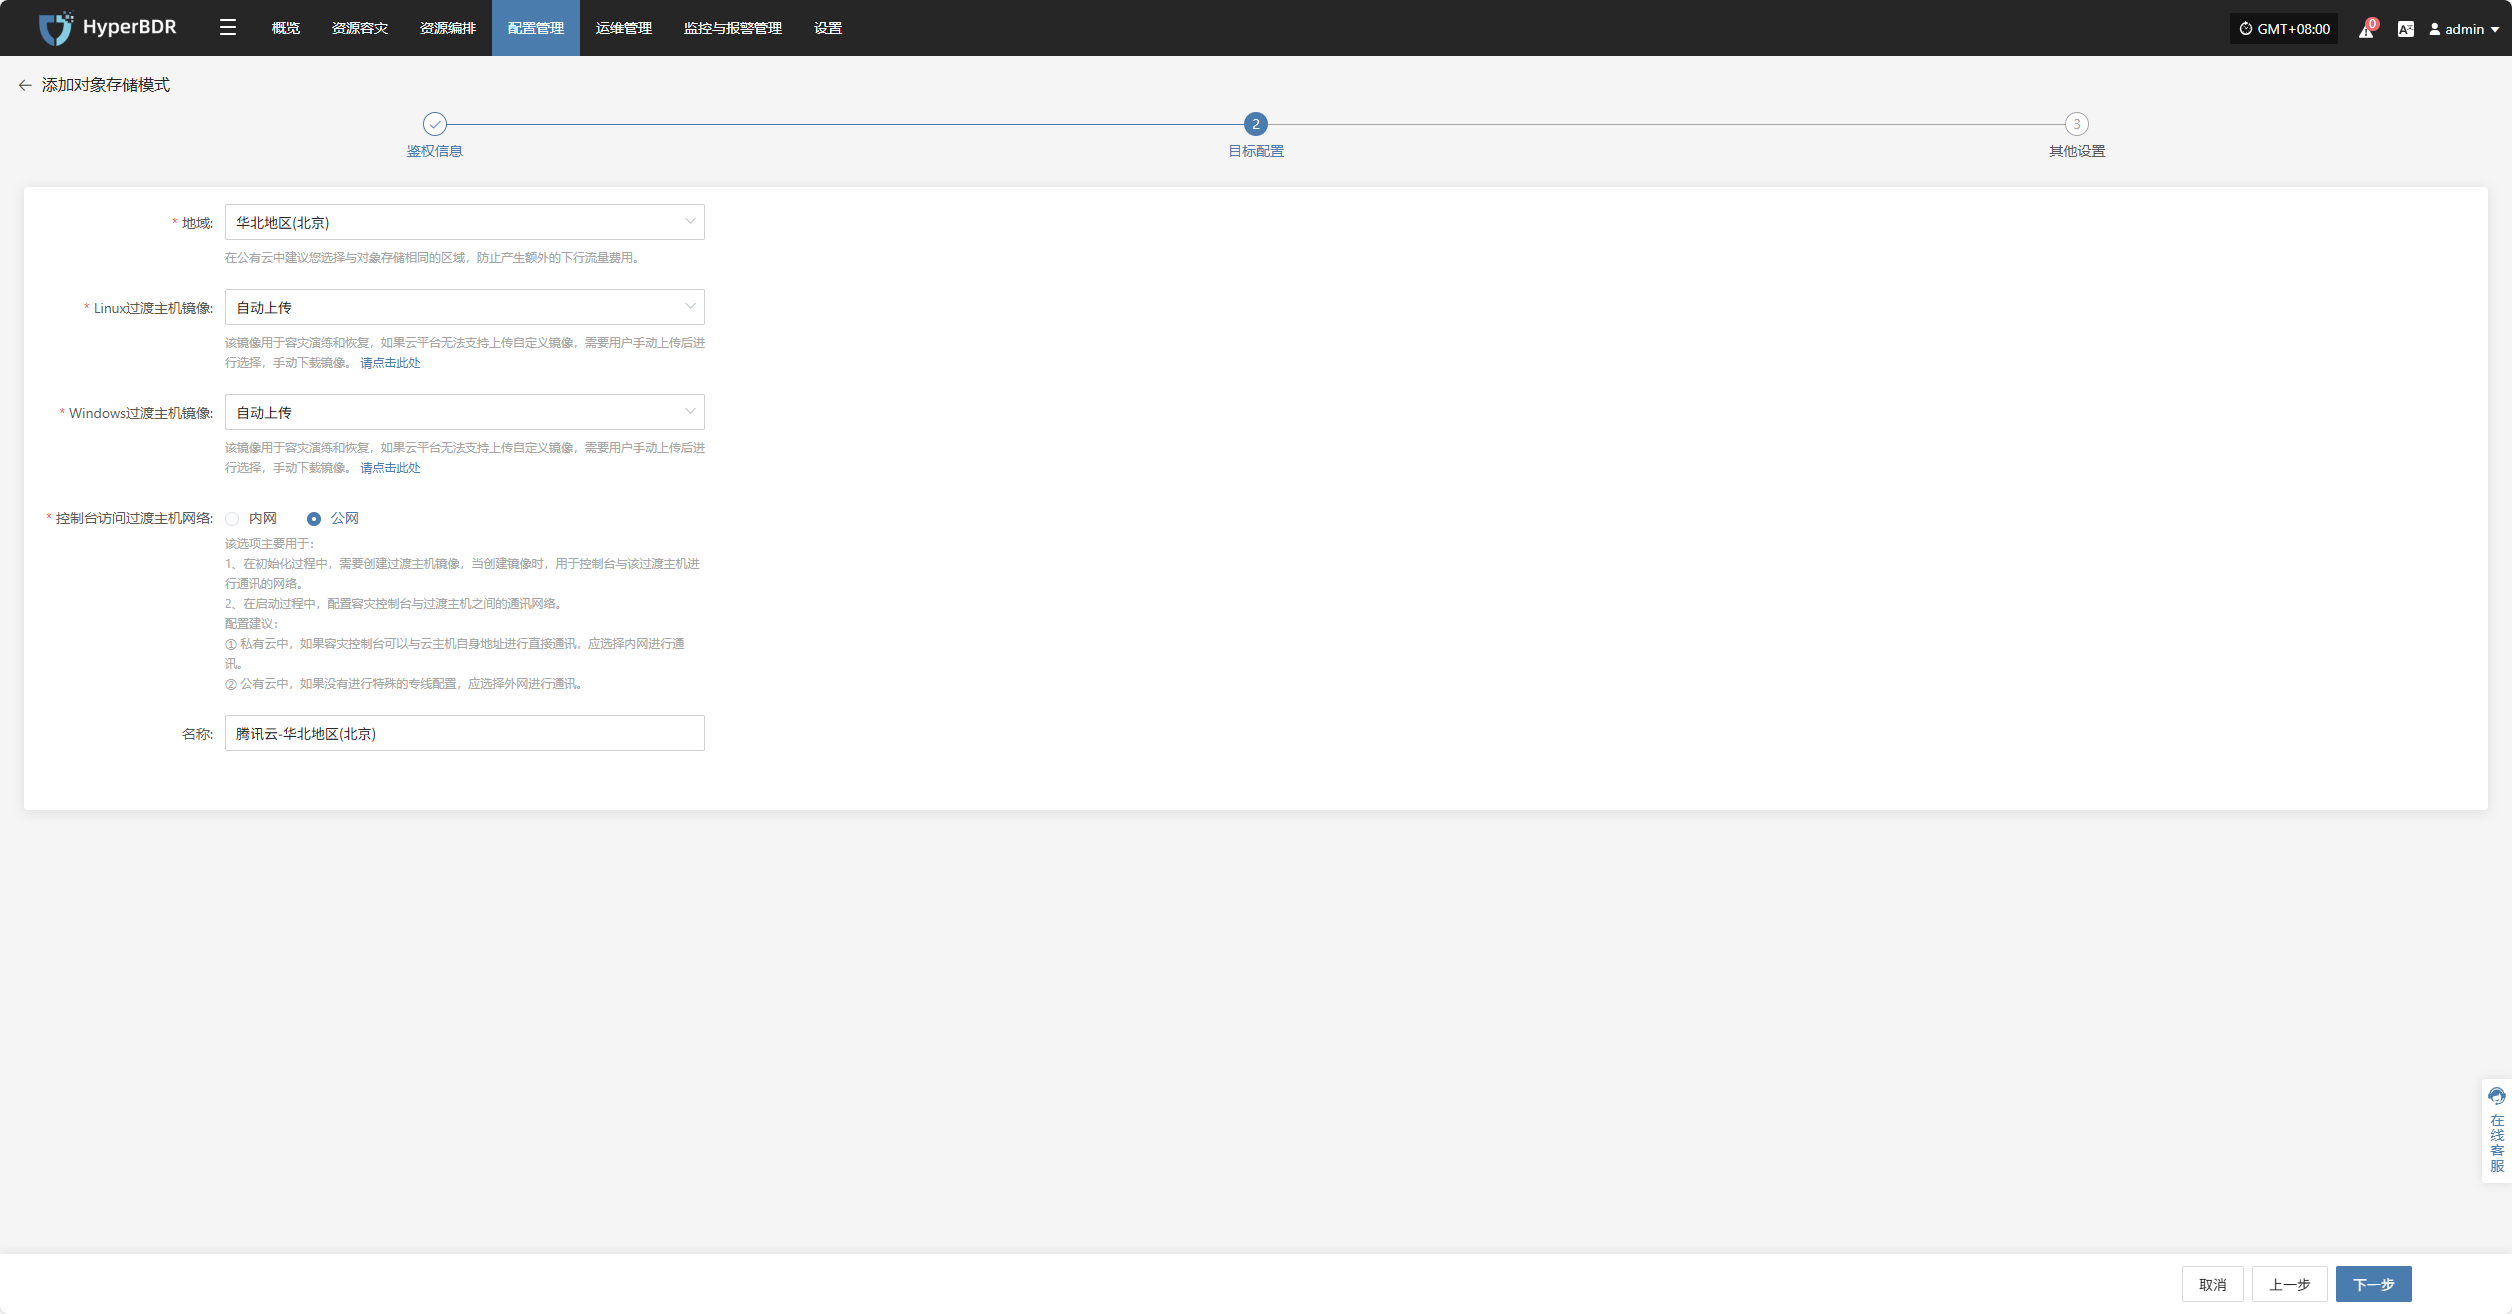 HyperBDR
概览
资源容灾
资源编排
配置管理
运维管理
监控与报警管理
设置
GMT+08:00
0
admin
添加对象存储模式
2
3
鉴权信息
目标配置
其他设置
* 地域:
华北地区(北京)
在公有云中建议您选择与对象存储相同的区域，防止产生额外的下行流量费用。
* Linux过渡主机镜像:
自动上传
该镜像用于容灾演练和恢复，如果云平台无法支持上传自定义镜像，需要用户手动上传后进
行选择，手动下载镜像。 请点击此处
* Windows过渡主机镜像:
自动上传
该镜像用于容灾演练和恢复，如果云平台无法支持上传自定义镜像，需要用户手动上传后进
行选择，手动下载镜像。 请点击此处
* 控制台访问过渡主机网络:
内网
公网
该选项主要用于：
1、在初始化过程中，需要创建过渡主机镜像，当创建镜像时，用于控制台与该过渡主机进
行通讯的网络。
2、在启动过程中，配置容灾控制台与过渡主机之间的通讯网络。
配置建议：
① 私有云中，如果容灾控制台可以与云主机自身地址进行直接通讯，应选择内网进行通
讯。
② 公有云中，如果没有进行特殊的专线配置，应选择外网进行通讯。
名称:
腾讯云-华北地区(北京)
在线客服
取消
上一步
下一步